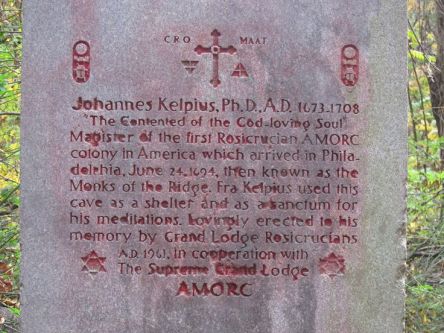 CRO MAAT
Johannes Kelpius, Ph.D., A.D. 1673-1708
"The Contented of the God-loving Soul"
Magister of the first Rosicrucian AMORC
colony in America which arrived in Phila-
delphia, June 24, 1694, then known as the
Monks of the Ridge. Fra Kelpius used this
cave as a shelter and as a sanctum for
his meditations. Lovingly erected to his
memory by Grand Lodge Rosicrucians
A.D. 1961. in cooperation with
The Supreme Grand Lodge
AMORC